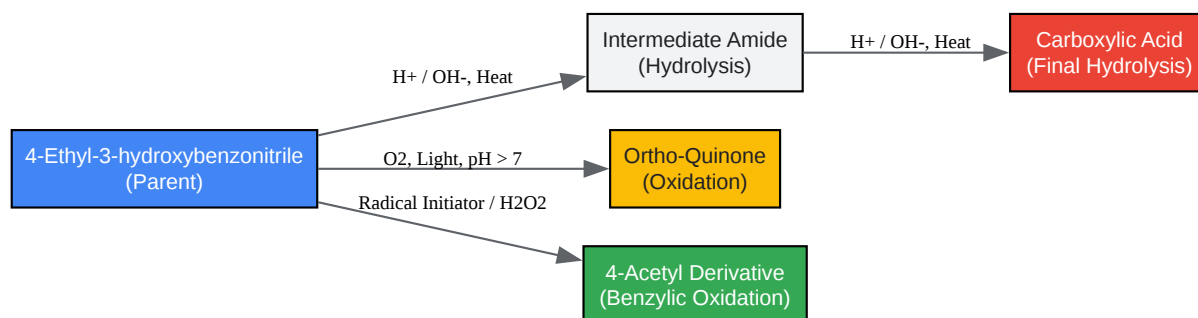 Intermediate Amide
(Hydrolysis)
H+ / OH-, Heat
Carboxylic Acid
(Final Hydrolysis)
H+ / OH-, Heat
4-Ethyl-3-hydroxybenzonitrile
(Parent)
O2, Light, pH > 7
Ortho-Quinone
(Oxidation)
Radical Initiator / H2O2
4-Acetyl Derivative
(Benzylic Oxidation)